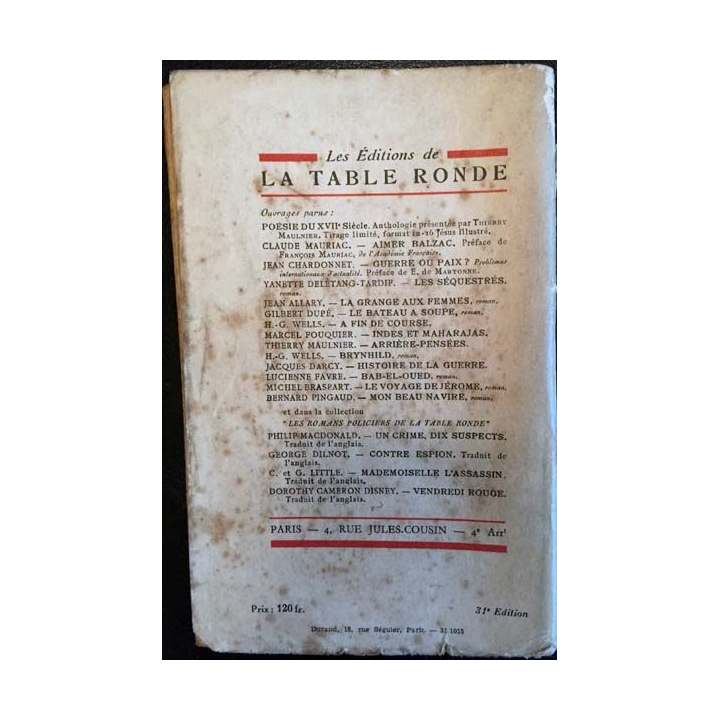 Les Éditions de
LA TABLE RONDE
Ouvrages parus :
POÉSIE DU XVIIe Siècle. Anthologie présentée par THIERRY
MAULNIER. Tirage limité, format in-16 Jésus illustré.
CLAUDE MAURIAC. — AIMER BALZAC. Préface de
FRANÇOIS MAURIAC, de l'Académie Française.
JEAN CHARDONNET. — GUERRE OU PAIX ? Problèmes
internationaux d'actualité. Préface de E. de MARTONNE.
YANETTE DELÉTANG-TARDIF. — LES SÉQUESTRÉS,
roman.
JEAN ALLARY. — LA GRANGE AUX FEMMES, roman.
GILBERT DUPÉ. — LE BATEAU A SOUPE, roman.
H.-G. WELLS. — A FIN DE COURSE.
MARCEL FOUQUIER. — INDES ET MAHARAJAS.
THIERRY MAULNIER. — ARRIÈRE-PENSÉES.
H.-G. WELLS. — BRYNHILD, roman.
JACQUES DARCY. — HISTOIRE DE LA GUERRE.
LUCIENNE FAVRE. — BAB-EL-OUED, roman.
MICHEL BRASPART. — LE VOYAGE DE JÉROME, roman.
BERNARD PINGAUD. — MON BEAU NAVIRE, roman.
et dans la collection
"LES ROMANS POLICIERS DE LA TABLE RONDE"
PHILIP MACDONALD. — UN CRIME, DIX SUSPECTS.
Traduit de l'anglais.
GEORGE DILNOT. — CONTRE ESPION. Traduit de
l'anglais.
C. et G. LITTLE. — MADEMOISELLE L'ASSASSIN.
Traduit de l'anglais.
DOROTHY CAMERON DISNEY. — VENDREDI ROUGE.
Traduit de l'anglais.
PARIS — 4, RUE JULES-COUSIN — 4e Arrt
Prix : 120 fr.
31e Edition
Durand, 18, rue Séguier, Paris. — 31 1015